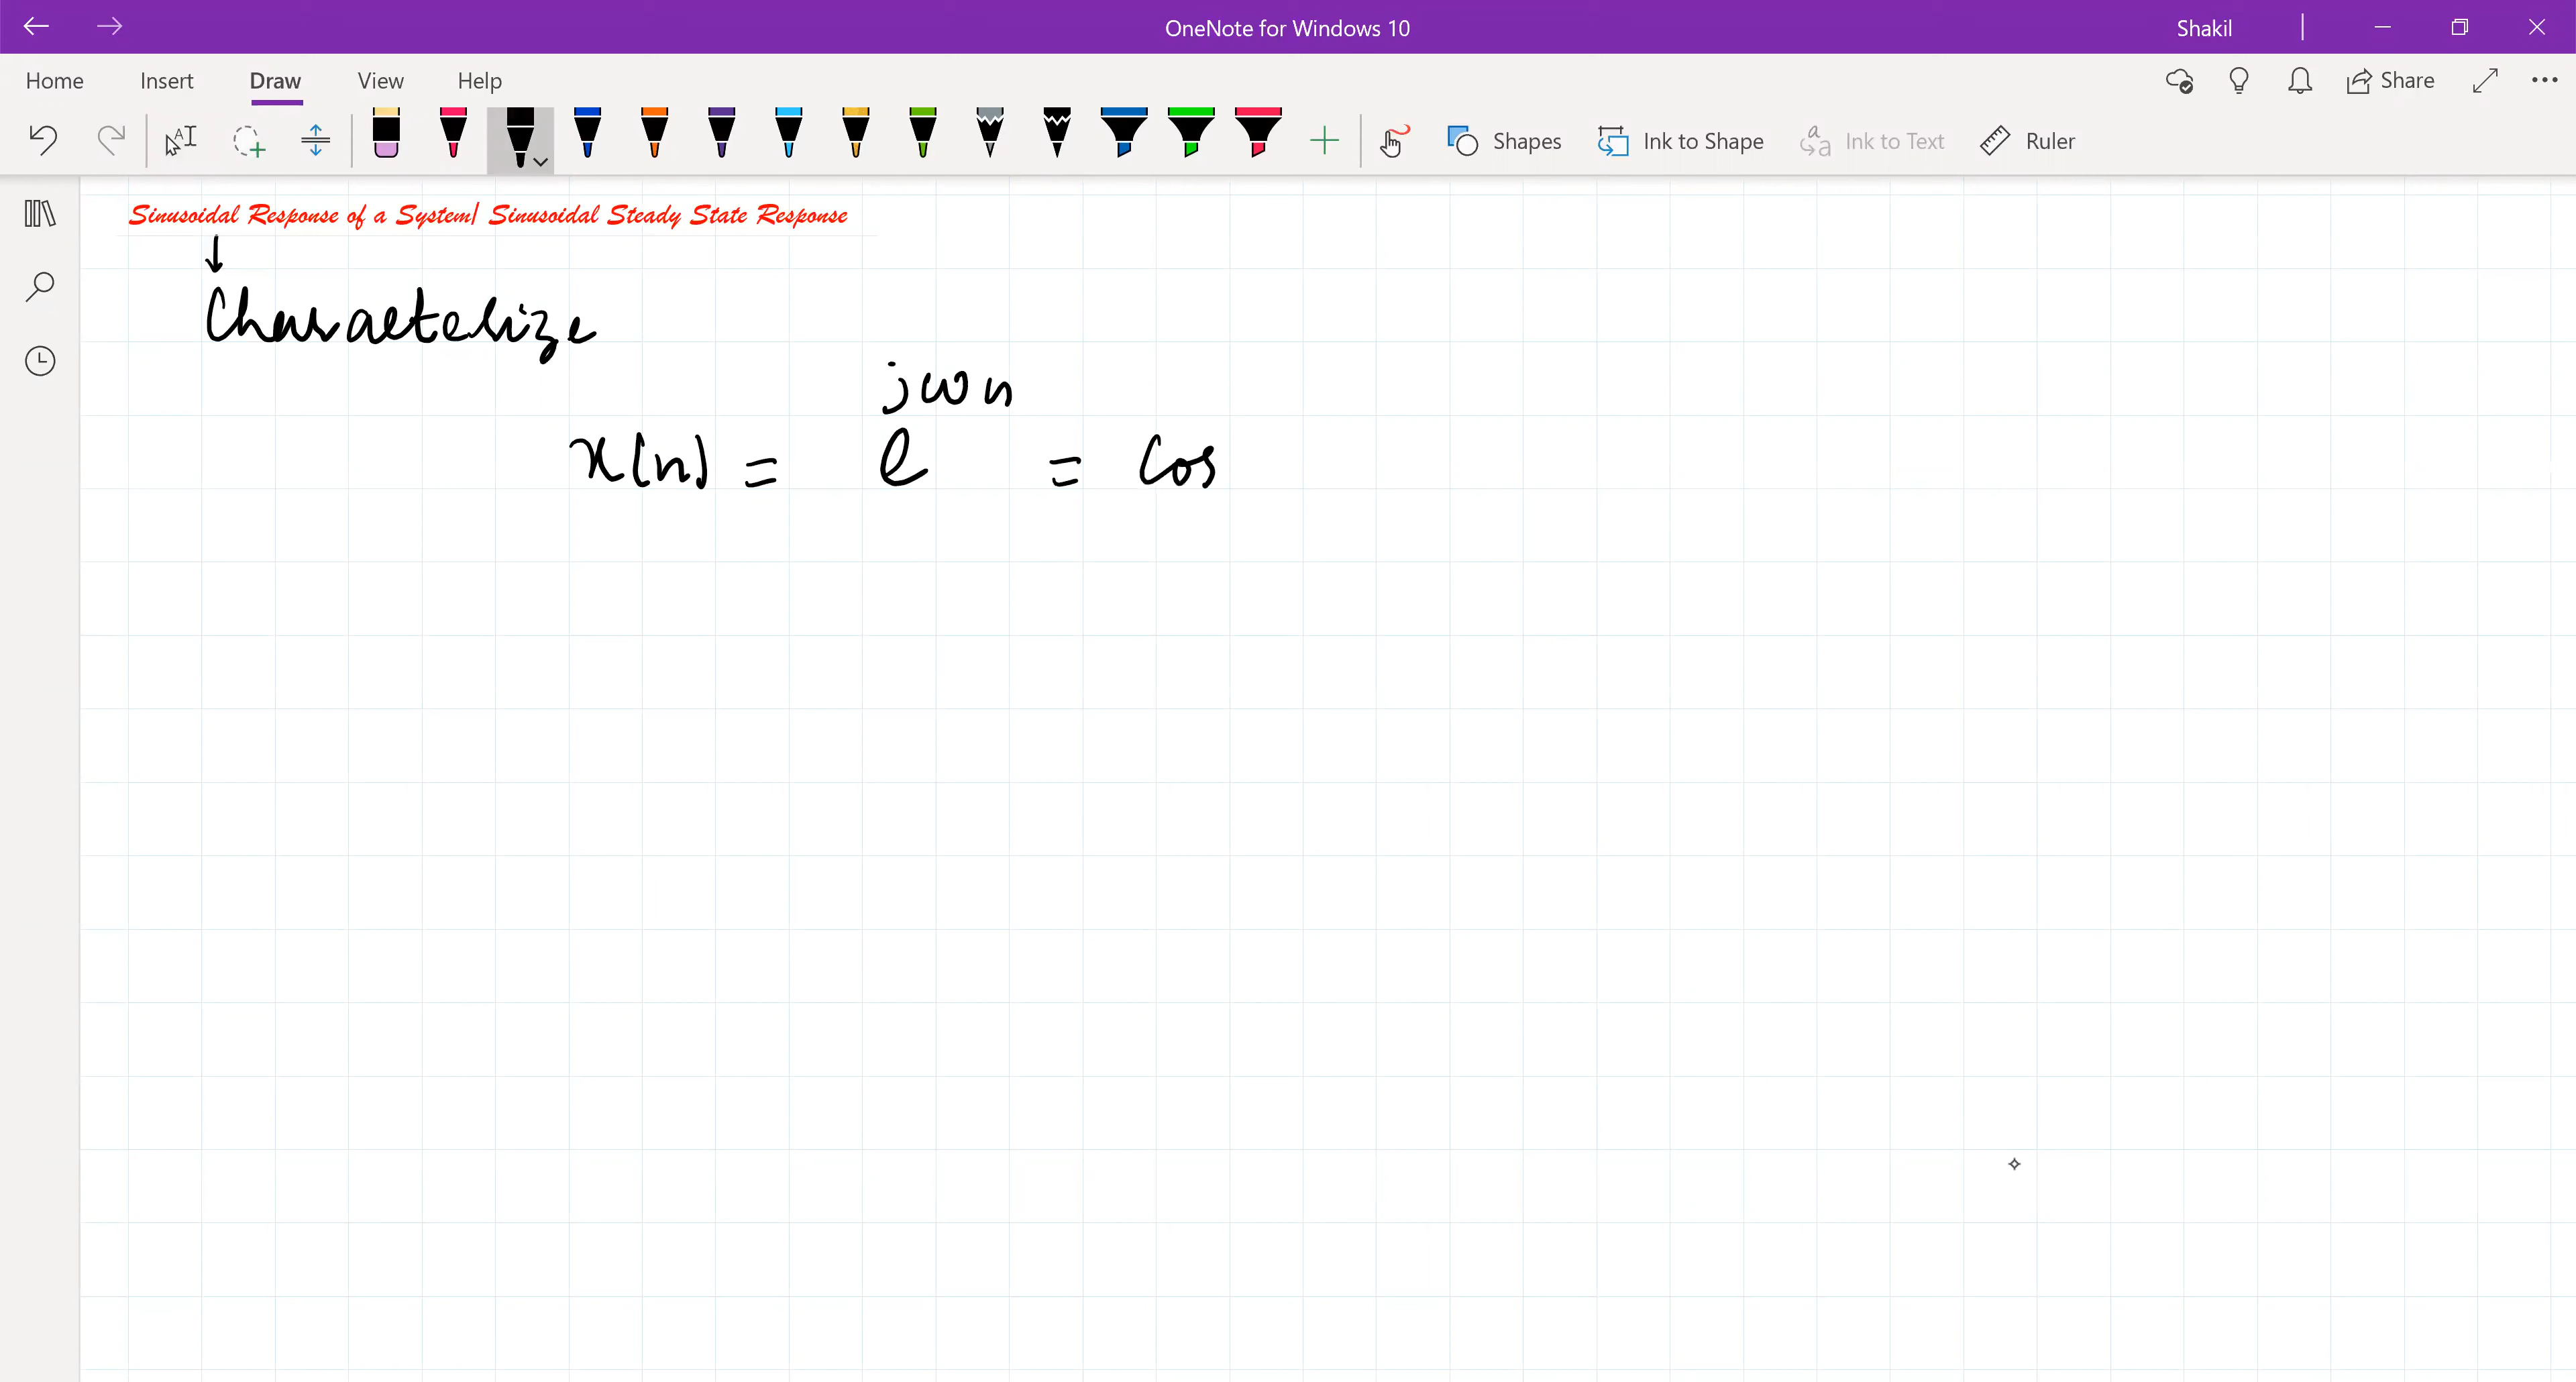 OneNote for Windows 10
Shakil
Home Insert Draw View Help
Share
Shapes Ink to Shape Ink to Text Ruler
Sinusoidal Response of a System/ Sinusoidal Steady State Response
Characterize
x[n] = e^jωn = Cos